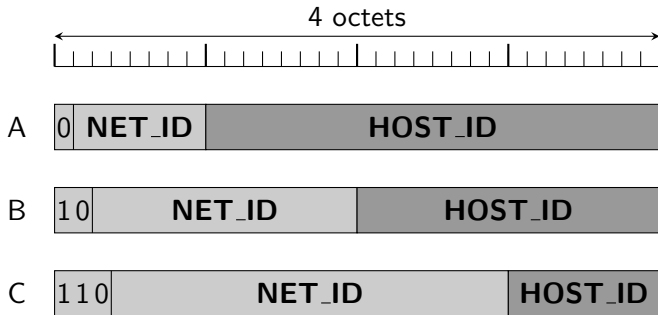 4 octets
A 0 NET_ID HOST_ID
B 10 NET_ID HOST_ID
C 110 NET_ID HOST_ID